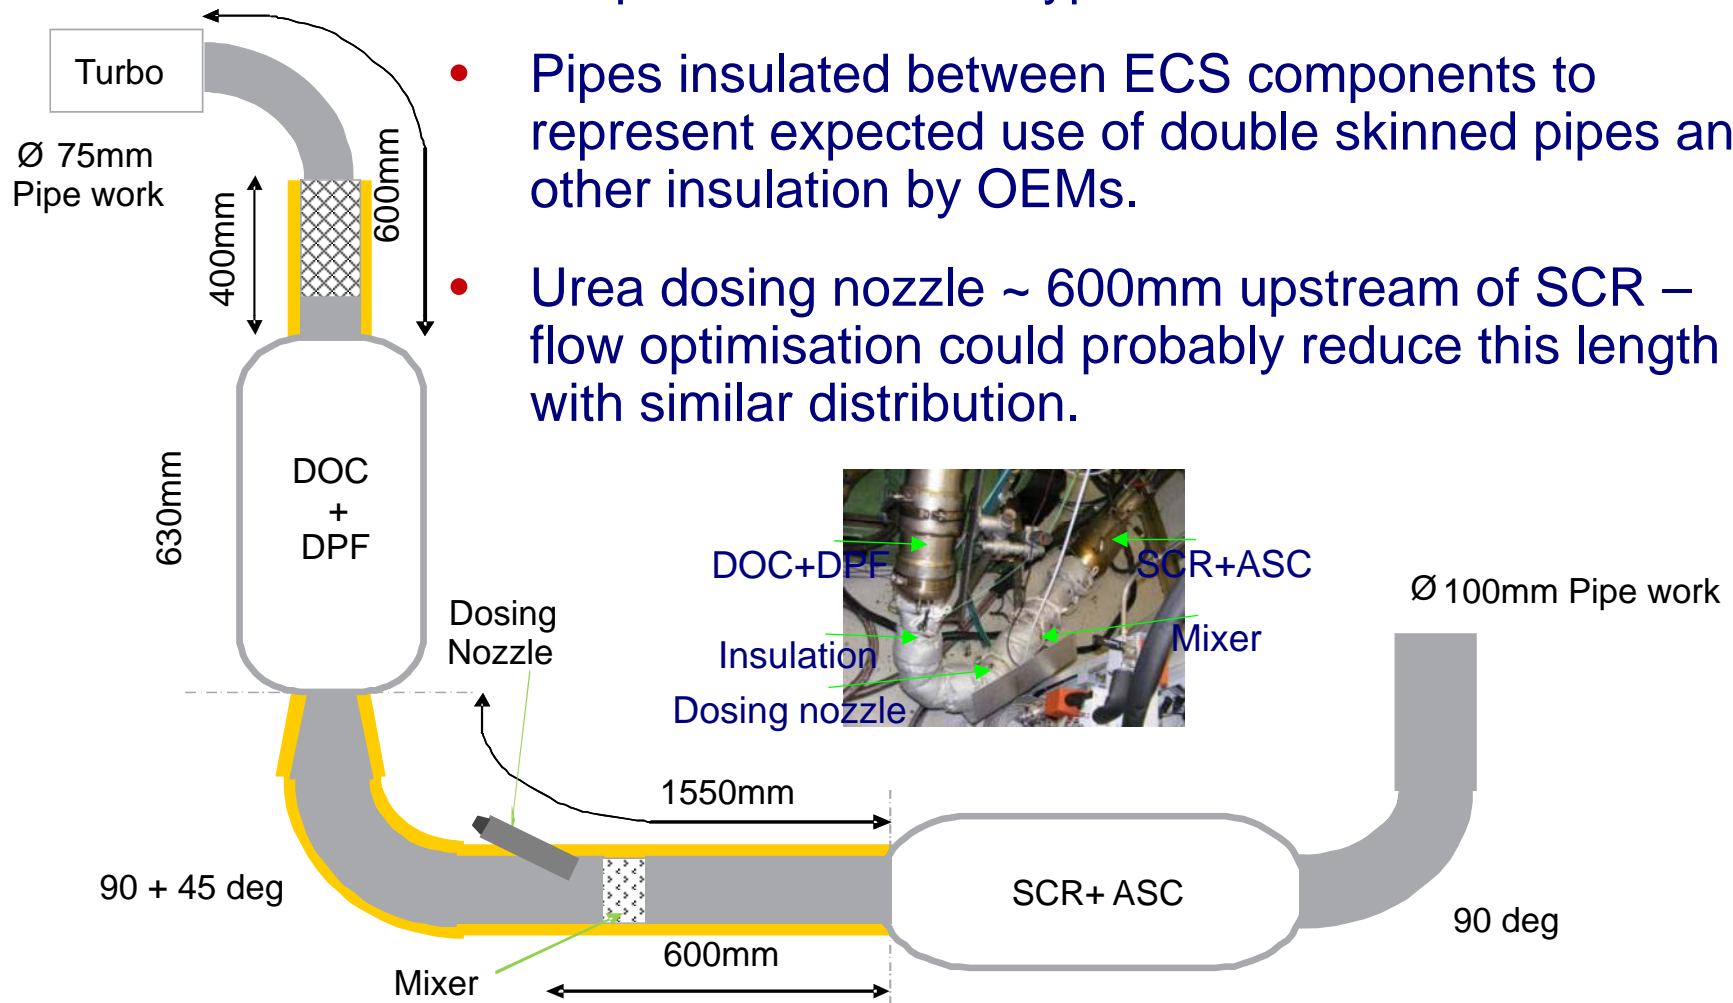 • Pipes insulated between ECS components to
represent expected use of double skinned pipes an
other insulation by OEMs.
• Urea dosing nozzle ~ 600mm upstream of SCR –
flow optimisation could probably reduce this length
with similar distribution.
Turbo
Ø 75mm
Pipe work
400mm
600mm
630mm
DOC
+
DPF
DOC+DPF
SCR+ASC
Insulation
Mixer
Dosing nozzle
Ø 100mm Pipe work
Dosing
Nozzle
1550mm
90 + 45 deg
SCR+ ASC
90 deg
600mm
Mixer